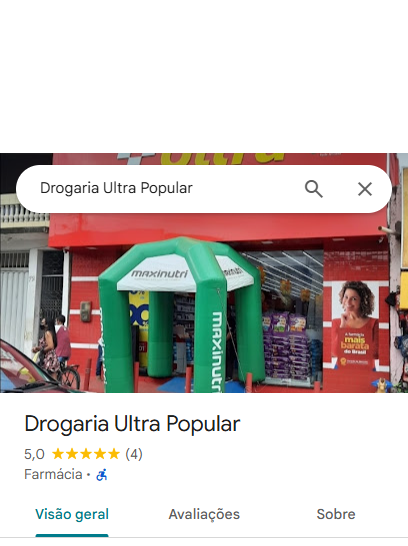 ultra
Drogaria Ultra Popular
maxinutri
maxinutri
a farmácia
mais
barata
do Brasil
Drogaria Ultra Popular
5,0 (4)
Farmácia ·
Visão geral Avaliações Sobre